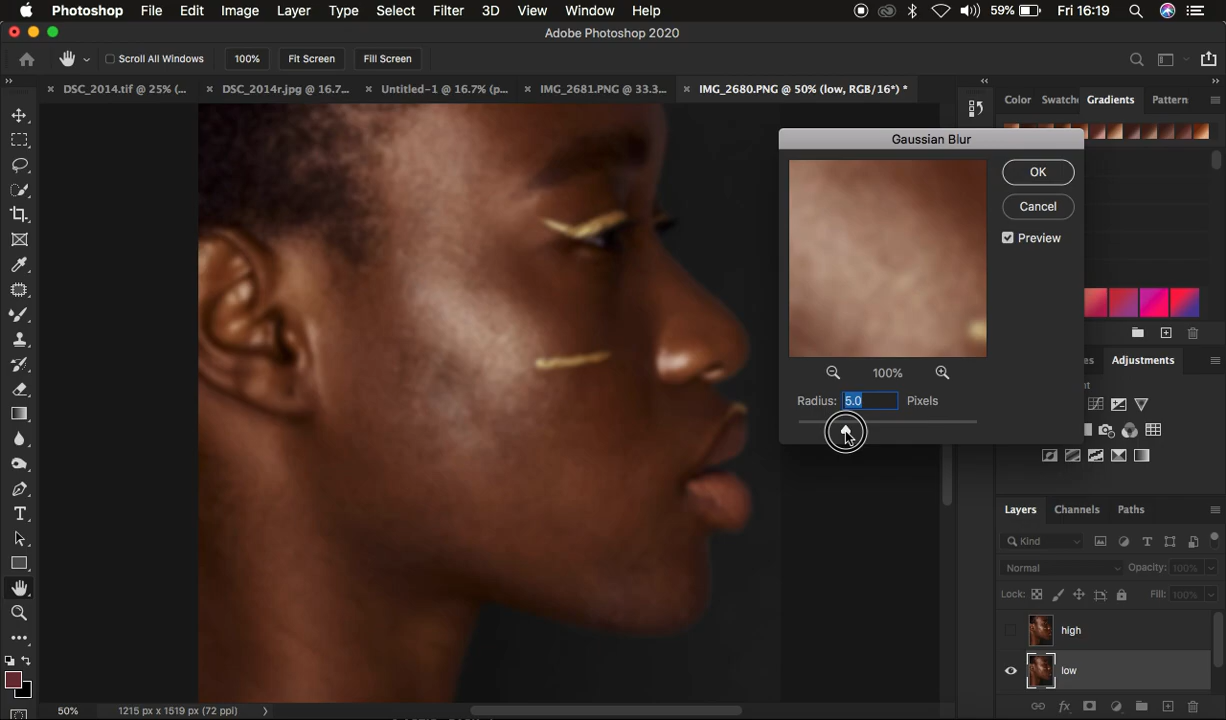 Photoshop File Edit Image Layer Type Select Filter 3D View Window Help 59% Fri 16:19
Adobe Photoshop 2020
Scroll All Windows 100% Fit Screen Fill Screen
DSC_2014.tif @ 25% (... DSC_2014r.jpg @ 16.7... Untitled-1 @ 16.7% (p... IMG_2681.PNG @ 33.3... IMG_2680.PNG @ 50% (low, RGB/16*) *
Color Swatche Gradients Pattern
Gaussian Blur
OK
Cancel
Preview
100%
Radius: 5.0 Pixels
es Adjustments
Layers Channels Paths
Kind
Normal Opacity: 100%
Lock: Fill: 100%
high
low
50% 1215 px x 1519 px (72 ppi)